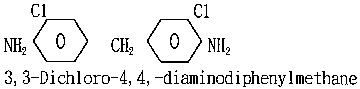 Cl Cl
NH₂ O CH₂ O NH₂
3,3-Dichloro-4,4,-diaminodiphenylmethane